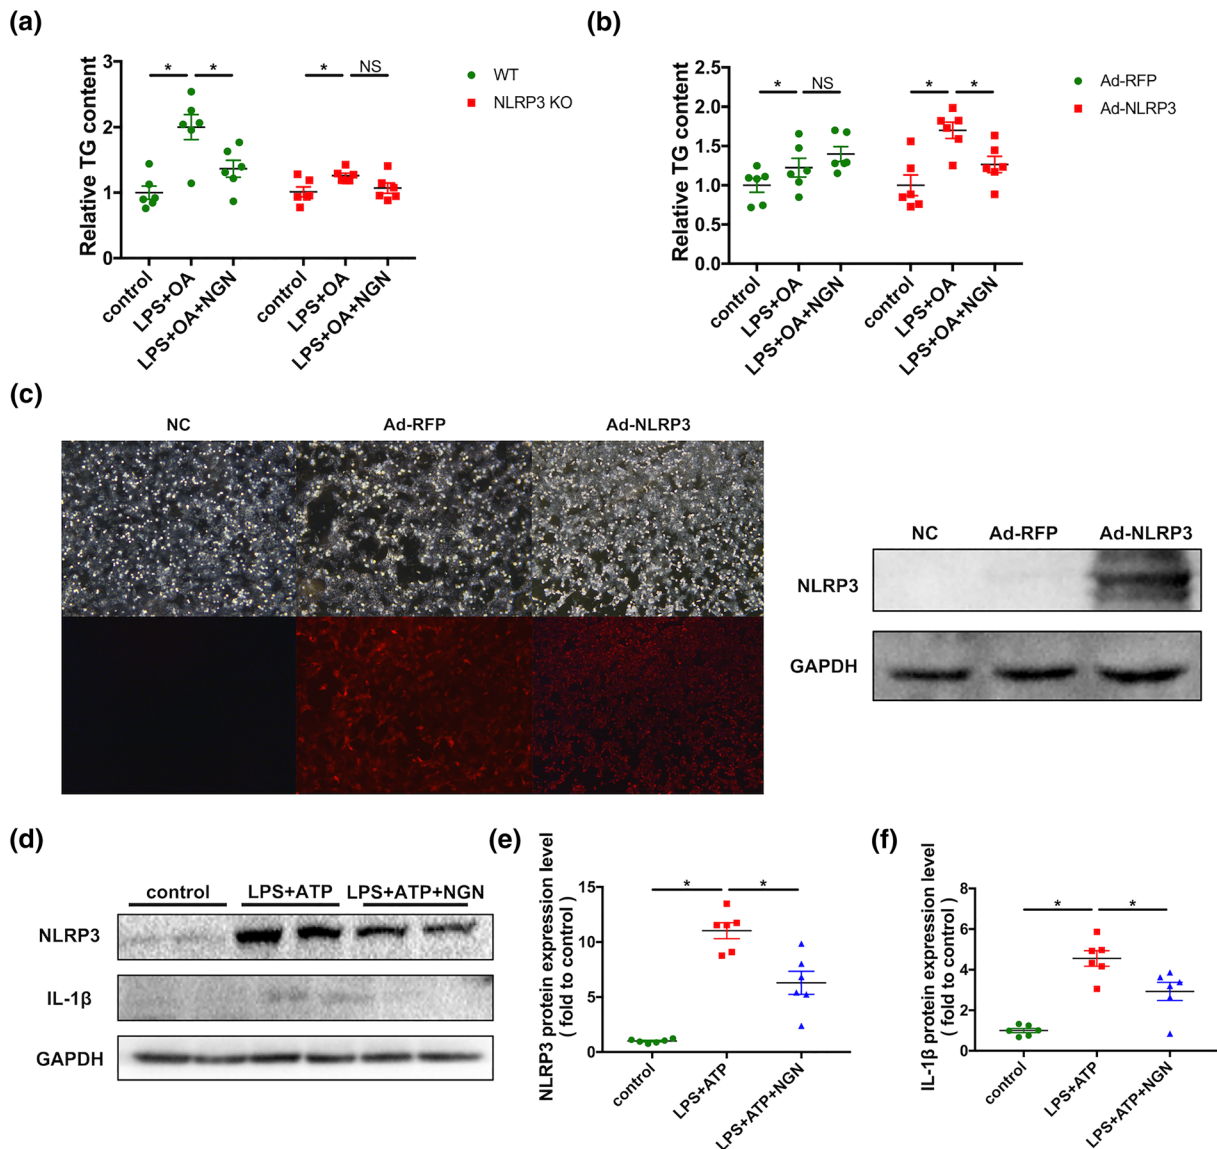 (a)
Relative TG content
3
2
1
0
* * * NS
control
LPS+OA
LPS+OA+NGN
control
LPS+OA
LPS+OA+NGN
WT
NLRP3 KO
(b)
Relative TG content
2.5
2.0
1.5
1.0
0.5
0.0
* NS * *
control
LPS+OA
LPS+OA+NGN
control
LPS+OA
LPS+OA+NGN
Ad-RFP
Ad-NLRP3
(c)
NC Ad-RFP Ad-NLRP3
NC Ad-RFP Ad-NLRP3
NLRP3
GAPDH
(d)
control LPS+ATP LPS+ATP+NGN
NLRP3
IL-1β
GAPDH
(e)
NLRP3 protein expression level
( fold to control )
15
10
5
0
* *
control
LPS+ATP
LPS+ATP+NGN
(f)
IL-1β protein expression level
( fold to control )
8
6
4
2
0
* *
control
LPS+ATP
LPS+ATP+NGN